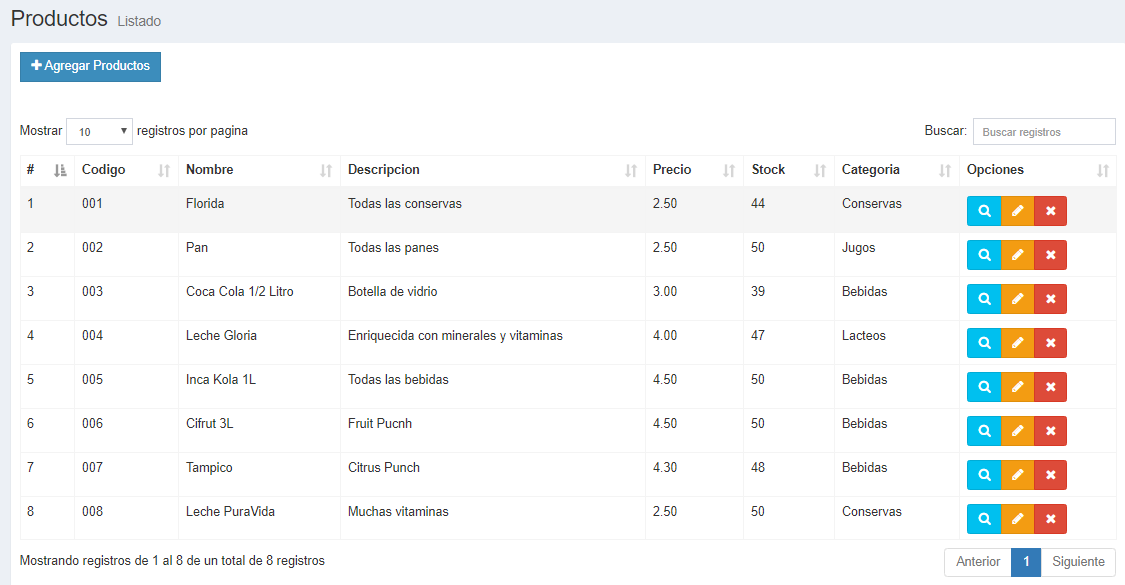 Productos Listado
Agregar Productos
Mostrar 10 registros por pagina Buscar: Buscar registros
# Codigo Nombre Descripcion Precio Stock Categoria Opciones
1 001 Florida Todas las conservas 2.50 44 Conservas
2 002 Pan Todas las panes 2.50 50 Jugos
3 003 Coca Cola 1/2 Litro Botella de vidrio 3.00 39 Bebidas
4 004 Leche Gloria Enriquecida con minerales y vitaminas 4.00 47 Lacteos
5 005 Inca Kola 1L Todas las bebidas 4.50 50 Bebidas
6 006 Cifrut 3L Fruit Pucnh 4.50 50 Bebidas
7 007 Tampico Citrus Punch 4.30 48 Bebidas
8 008 Leche PuraVida Muchas vitaminas 2.50 50 Conservas
Mostrando registros de 1 al 8 de un total de 8 registros Anterior 1 Siguiente